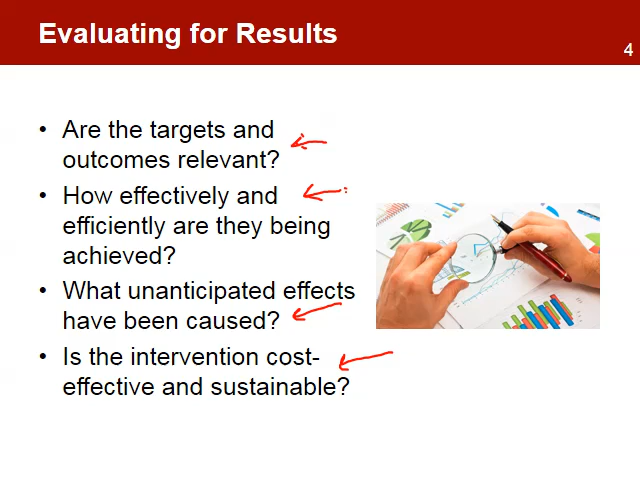 Evaluating for Results
4
• Are the targets and
outcomes relevant?
• How effectively and
efficiently are they being
achieved?
• What unanticipated effects
have been caused?
• Is the intervention cost-
effective and sustainable?